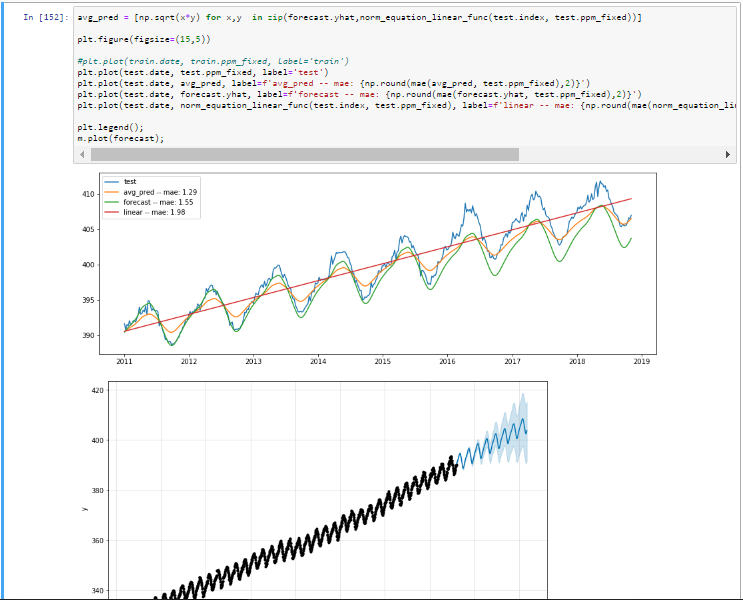 In [152]: avg_pred = [np.sqrt(x*y) for x,y  in zip(forecast.yhat,norm_equation_linear_func(test.index, test.ppm_fixed))]
plt.figure(figsize=(15,5))
#plt.plot(train.date, train.ppm_fixed, label='train')
plt.plot(test.date, test.ppm_fixed, label='test')
plt.plot(test.date, avg_pred, label=f'avg_pred -- mae: {np.round(mae(avg_pred, test.ppm_fixed),2)}')
plt.plot(test.date, forecast.yhat, label=f'forecast -- mae: {np.round(mae(forecast.yhat, test.ppm_fixed),2)}')
plt.plot(test.date, norm_equation_linear_func(test.index, test.ppm_fixed), label=f'linear -- mae: {np.round(mae(norm_equation_li
plt.legend();
m.plot(forecast);
test
avg_pred -- mae: 1.29
forecast -- mae: 1.55
linear -- mae: 1.98
410
405
400
395
390
2011 2012 2013 2014 2015 2016 2017 2018 2019
420
400
380
y
360
340